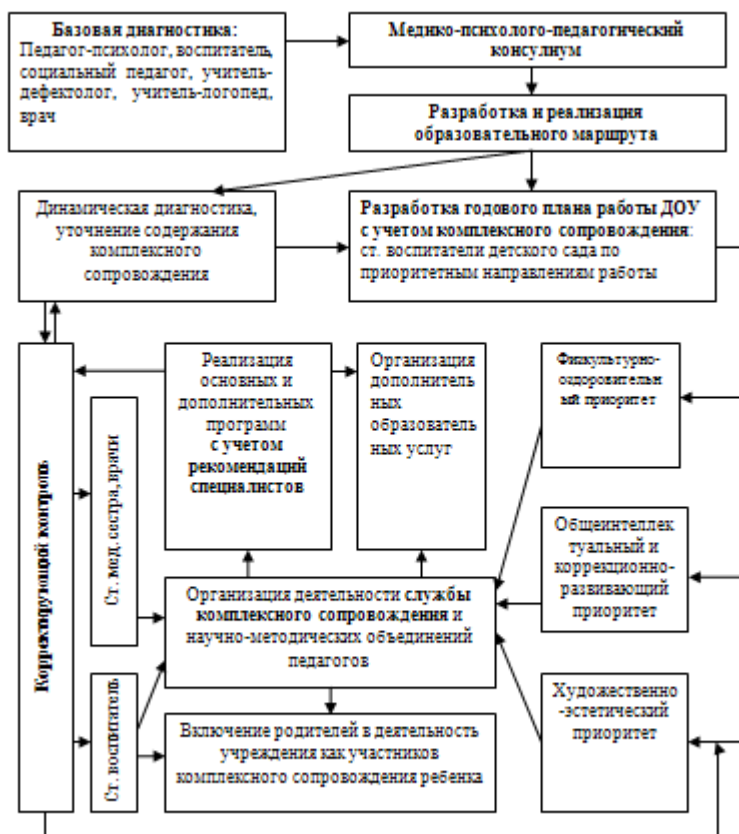 Базовая диагностика:
Педагог-психолог, воспитатель,
социальный педагог, учитель-
дефектолог, учитель-логопед,
врач
Медико-психолого-педагогический
консулиум
Разработка и реализация
образовательного маршрута
Динамическая диагностика,
уточнение содержания
комплексного
сопровождения
Разработка годового плана работы ДОУ
с учетом комплексного сопровождения:
ст. воспитатели детского сада по
приоритетным направлениям работы
Корректирующий контроль
Ст. мед. сестра, врачи
Ст. воспитатель
Реализация
основных и
дополнительных
программ
с учетом
рекомендаций
специалистов
Организация
дополнитель
ных
образователь
ных услуг
Физкультурно-
оздоровительн
ый приоритет
Общеинтеллек
туальный и
коррекционно-
развивающий
приоритет
Организация деятельности службы
комплексного сопровождения и
научно-методических объединений
педагогов
Художественно
-эстетический
приоритет
Включение родителей в деятельность
учреждения как участников
комплексного сопровождения ребенка